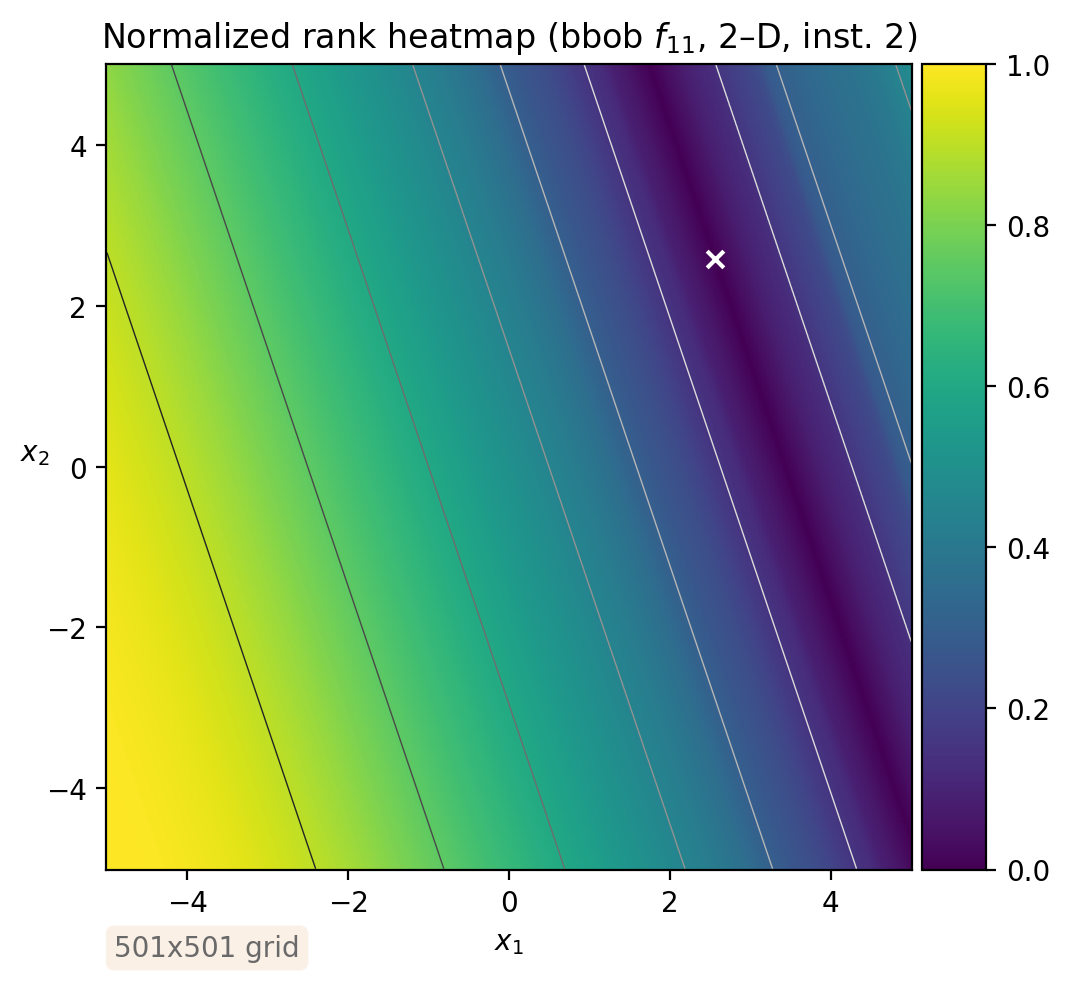 Normalized rank heatmap (bbob f₁₁, 2–D, inst. 2)
4
2
0
−2
−4
x₂
−4 −2 0 2 4
x₁
1.0
0.8
0.6
0.4
0.2
0.0
501x501 grid